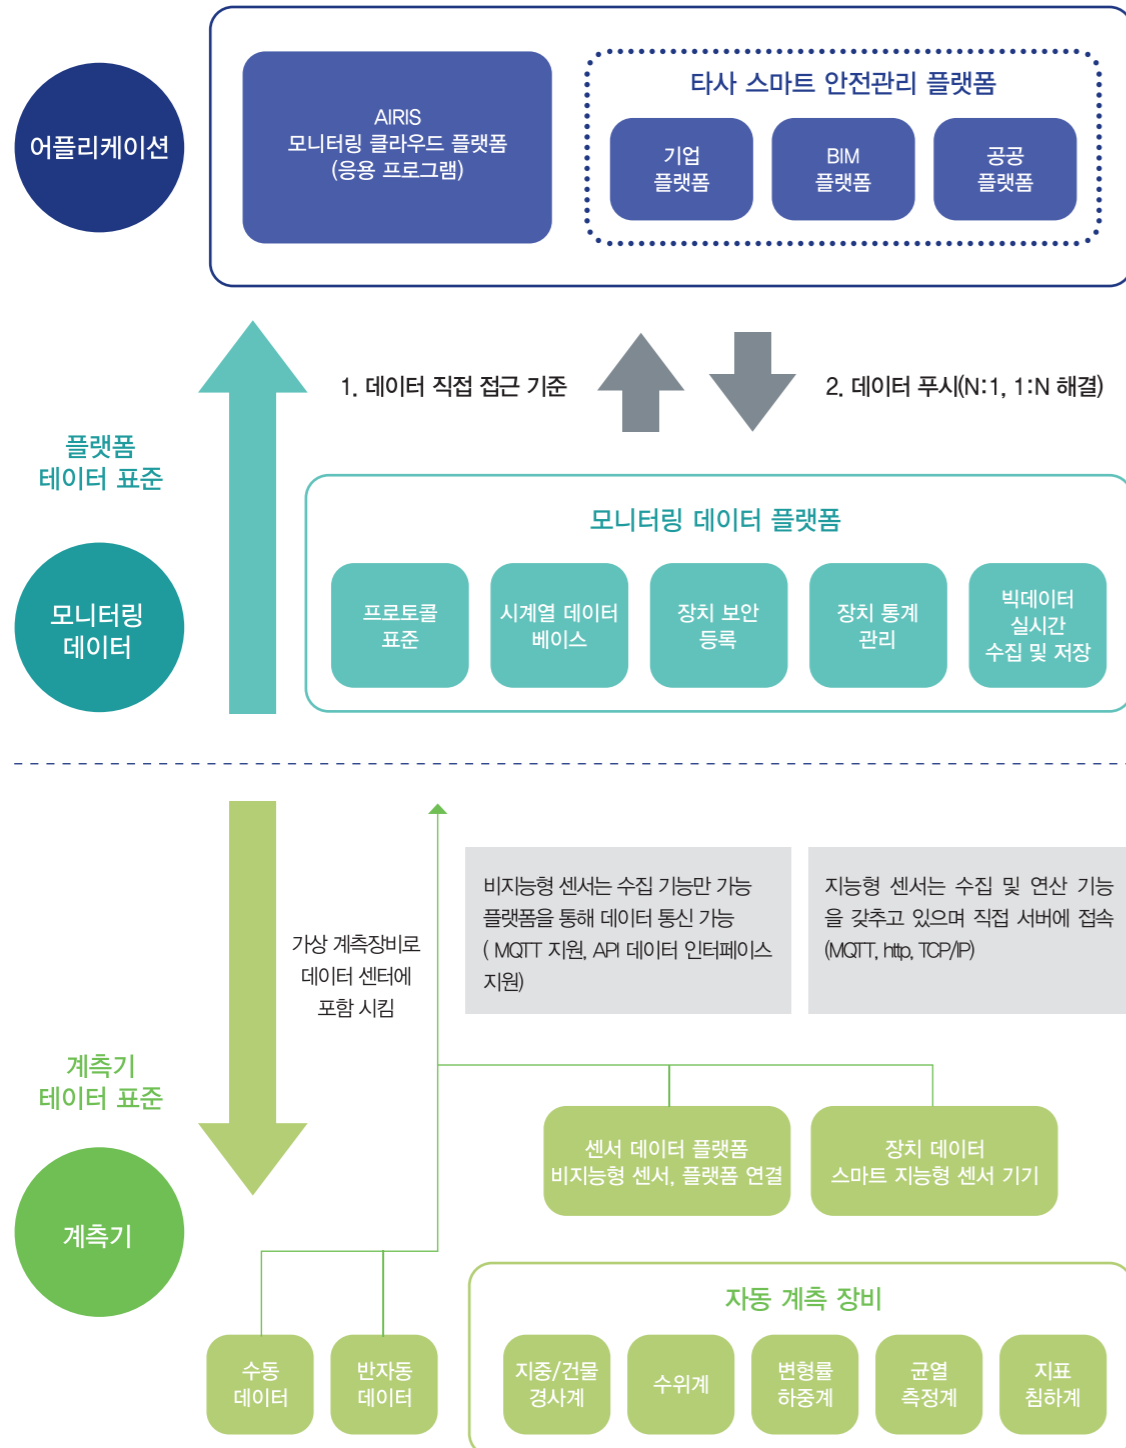 어플리케이션
AIRIS
모니터링 클라우드 플랫폼
(응용 프로그램)
타사 스마트 안전관리 플랫폼
기업
플랫폼
BIM
플랫폼
공공
플랫폼
1. 데이터 직접 접근 기준
2. 데이터 푸시(N:1, 1:N 해결)
플랫폼
테이터 표준
모니터링
데이터
모니터링 데이터 플랫폼
프로토콜
표준
시계열 데이터
베이스
장치 보안
등록
장치 통계
관리
빅데이터
실시간
수집 및 저장
가상 계측장비로
데이터 센터에
포함 시킴
비지능형 센서는 수집 기능만 가능
플랫폼을 통해 데이터 통신 가능
( MQTT 지원, API 데이터 인터페이스
지원)
지능형 센서는 수집 및 연산 기능
을 갖추고 있으며 직접 서버에 접속
(MQTT, http, TCP/IP)
계측기
테이터 표준
계측기
센서 데이터 플랫폼
비지능형 센서, 플랫폼 연결
장치 데이터
스마트 지능형 센서 기기
수동
데이터
반자동
데이터
자동 계측 장비
지중/건물
경사계
수위계
변형률
하중계
균열
측정계
지표
침하계